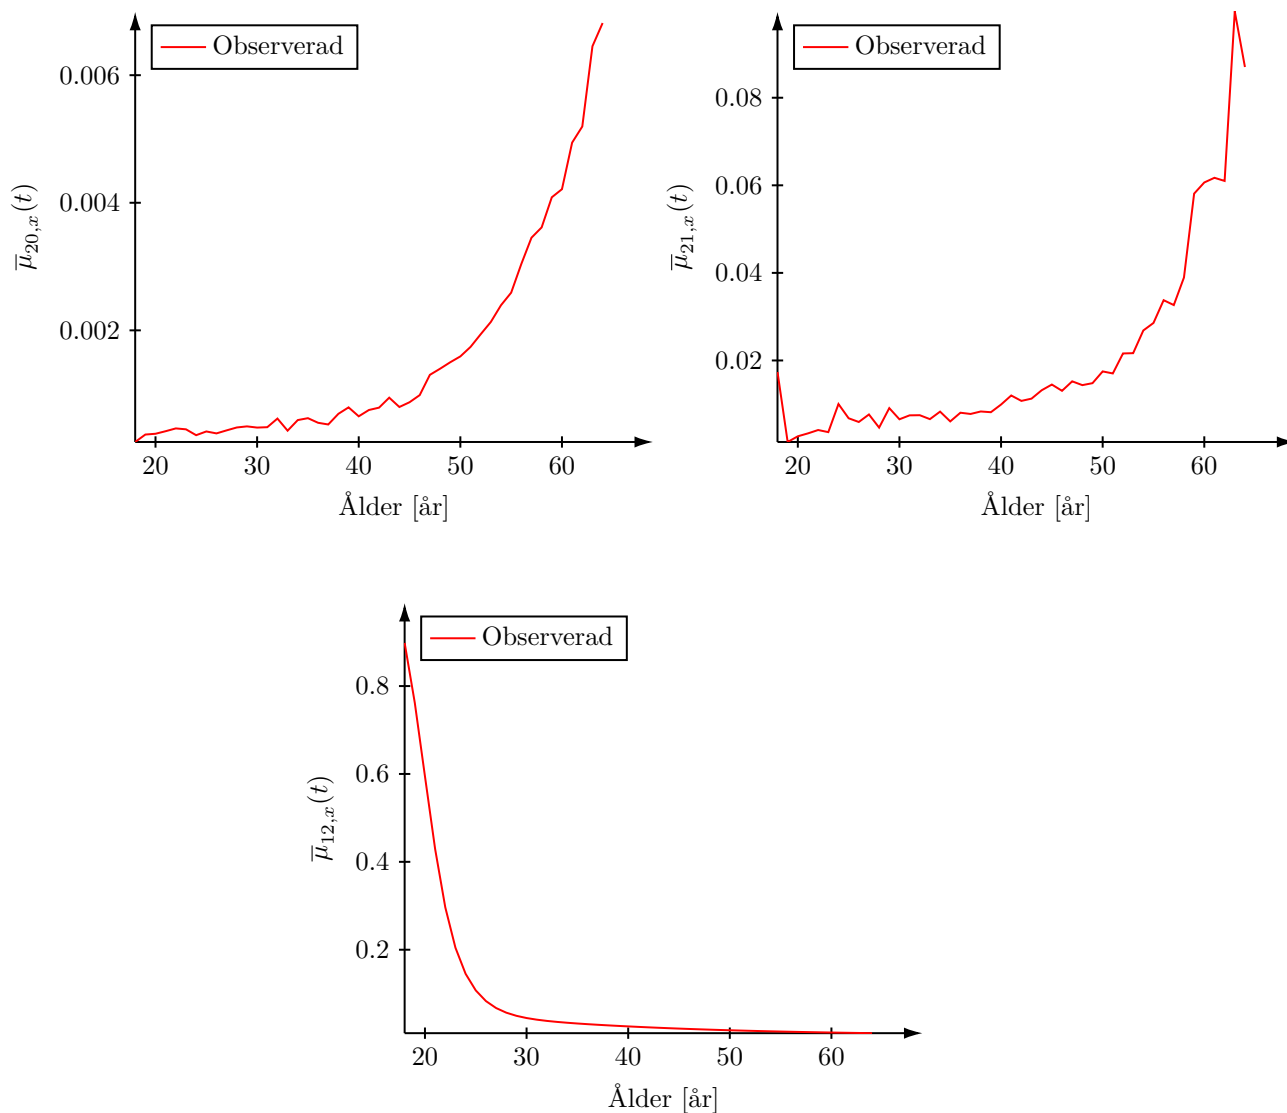 Observerad
0.006
0.004
0.002
μ̄₂₀,ₓ(t)
20 30 40 50 60
Ålder [år]
Observerad
0.08
0.06
0.04
0.02
μ̄₂₁,ₓ(t)
20 30 40 50 60
Ålder [år]
Observerad
0.8
0.6
0.4
0.2
μ̄₁₂,ₓ(t)
20 30 40 50 60
Ålder [år]